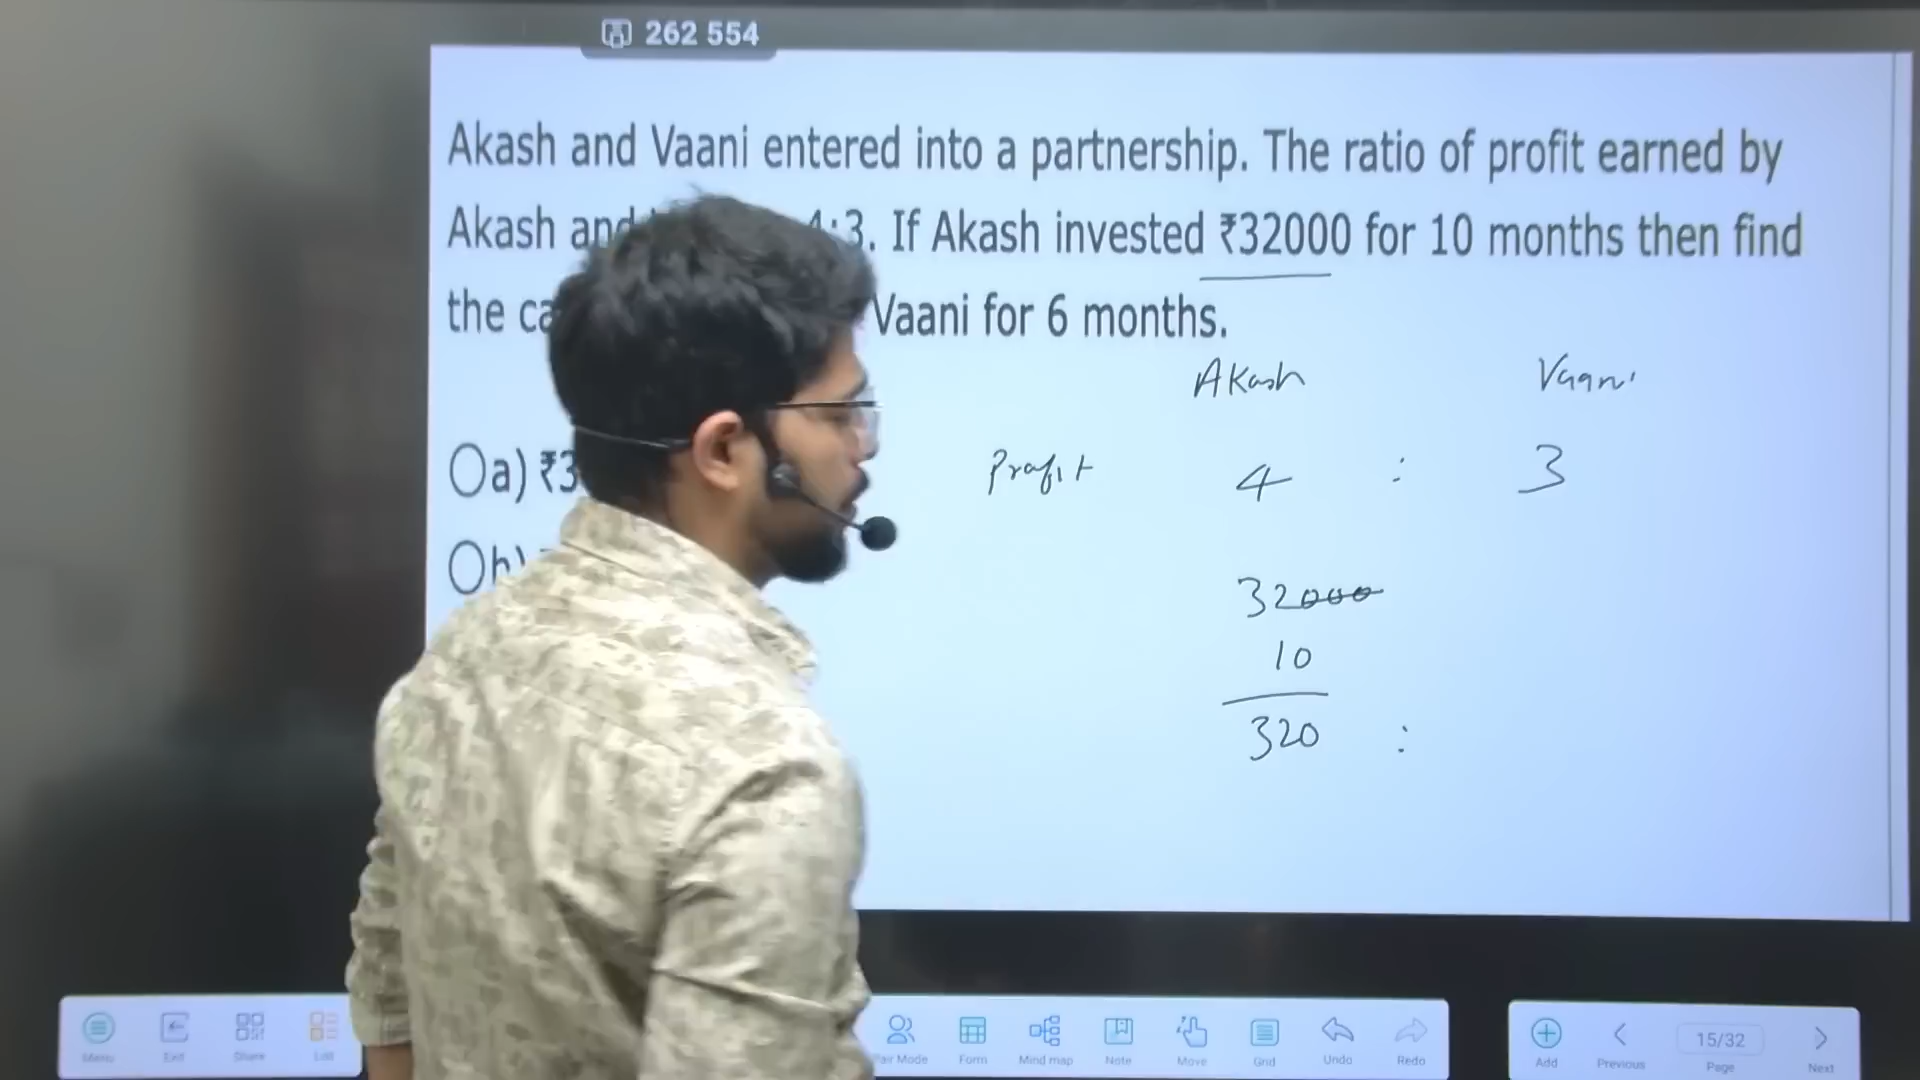 262 554
Akash and Vaani entered into a partnership. The ratio of profit earned by
Akash and 4:3. If Akash invested ₹32000 for 10 months then find
the Vaani for 6 months.
Akash Vaani
a) ₹3
Profit 4 : 3
b)
32000
10
320 :
Menu Exit Share List Pair Mode Form Mind map Note Move Grid Undo Redo Add Previous 15/32 Page Next